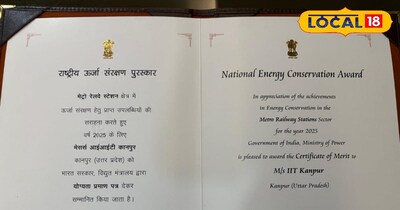 LOCAL 18
राष्ट्रीय ऊर्जा संरक्षण पुरस्कार
मेट्रो रेलवे स्टेशन क्षेत्र में
ऊर्जा संरक्षण हेतु प्राप्त उपलब्धियों की
सराहना करते हुए
वर्ष 2025 के लिए
मेसर्स आईआईटी कानपुर
कानपुर (उत्तर प्रदेश) को
भारत सरकार, विद्युत मंत्रालय द्वारा
योग्यता प्रमाण पत्र देकर
सम्मानित किया जाता है।
National Energy Conservation Award
In appreciation of the achievements
in Energy Conservation in the
Metro Railway Stations Sector
for the year 2025
Government of India, Ministry of Power
is pleased to award the Certificate of Merit to
M/s IIT Kanpur
Kanpur (Uttar Pradesh)